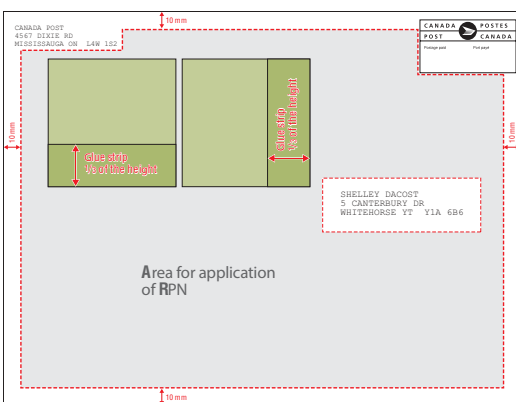 CANADA POST
4567 DIXIE RD
MISSISSAUGA ON L4W 1S2
10 mm
CANADA POSTES
POST CANADA
Postage paid Port payé
10 mm
10 mm
Glue strip
⅓ of the height
Glue strip
⅓ of the height
SHELLEY DACOST
5 CANTERBURY DR
WHITEHORSE YT Y1A 6B6
Area for application
of RPN
10 mm